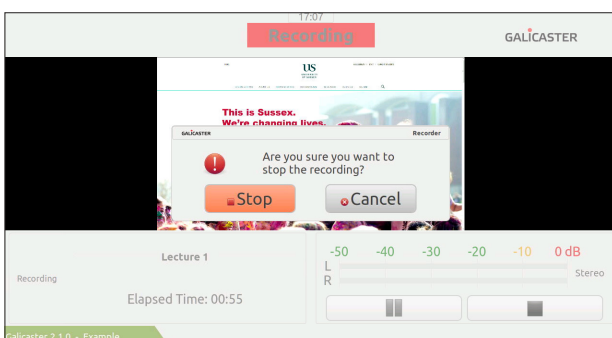 17:07
Recording
GALICASTER
US
This is Sussex.
We're changing lives.
GALICASTER
Recorder
Are you sure you want to
stop the recording?
Stop
Cancel
Lecture 1
Recording
Elapsed Time: 00:55
-50 -40 -30 -20 -10 0 dB
L
R
Stereo
Galicaster 2.1.0 - Example